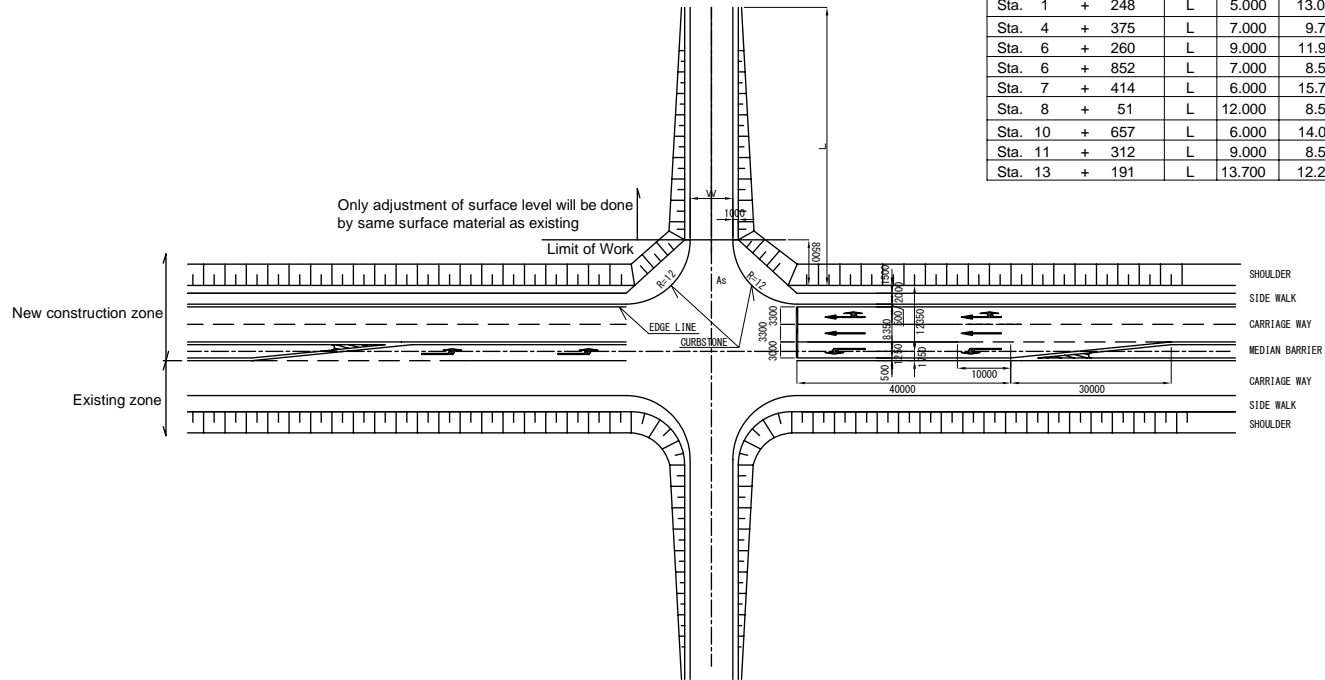 Sta. 1 + 248 L 5.000 13.0
Sta. 4 + 375 L 7.000 9.7
Sta. 6 + 260 L 9.000 11.9
Sta. 6 + 852 L 7.000 8.5
Sta. 7 + 414 L 6.000 15.7
Sta. 8 + 51 L 12.000 8.5
Sta. 10 + 657 L 6.000 14.0
Sta. 11 + 312 L 9.000 8.5
Sta. 13 + 191 L 13.700 12.2
L
W
1000
Only adjustment of surface level will be done
by same surface material as existing
Limit of Work
8500
New construction zone
Existing zone
R=12
As
R=12
EDGE LINE
CURBSTONE
1500
2000
500
12350
3300
3300
8350
3000
1250
1750
500
10000
40000
30000
SHOULDER
SIDE WALK
CARRIAGE WAY
MEDIAN BARRIER
CARRIAGE WAY
SIDE WALK
SHOULDER